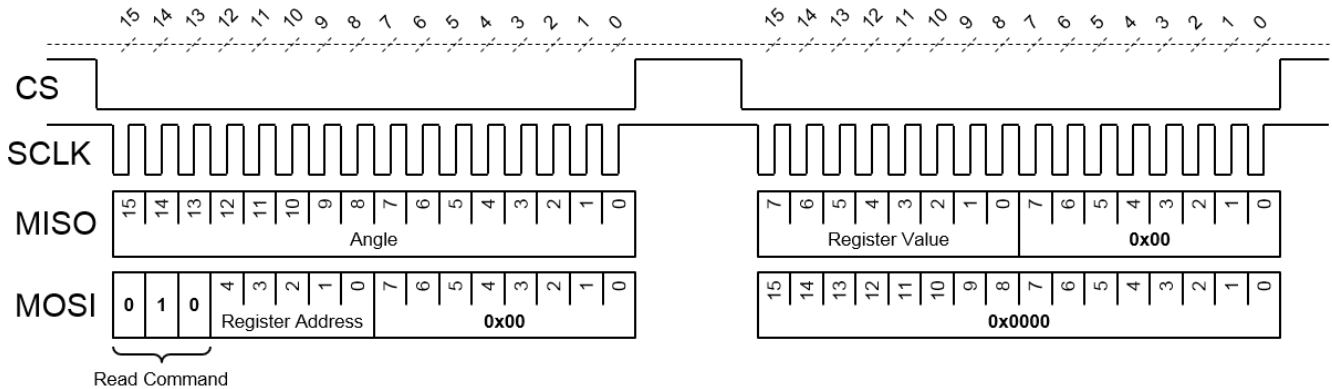 15 14 13 12 11 10 9 8 7 6 5 4 3 2 1 0 15 14 13 12 11 10 9 8 7 6 5 4 3 2 1 0
CS
SCLK
MISO 15 14 13 12 11 10 9 8 7 6 5 4 3 2 1 0 7 6 5 4 3 2 1 0 7 6 5 4 3 2 1 0
Angle Register Value 0x00
MOSI 0 1 0 4 3 2 1 0 7 6 5 4 3 2 1 0 15 14 13 12 11 10 9 8 7 6 5 4 3 2 1 0
Register Address 0x00 0x0000
Read Command